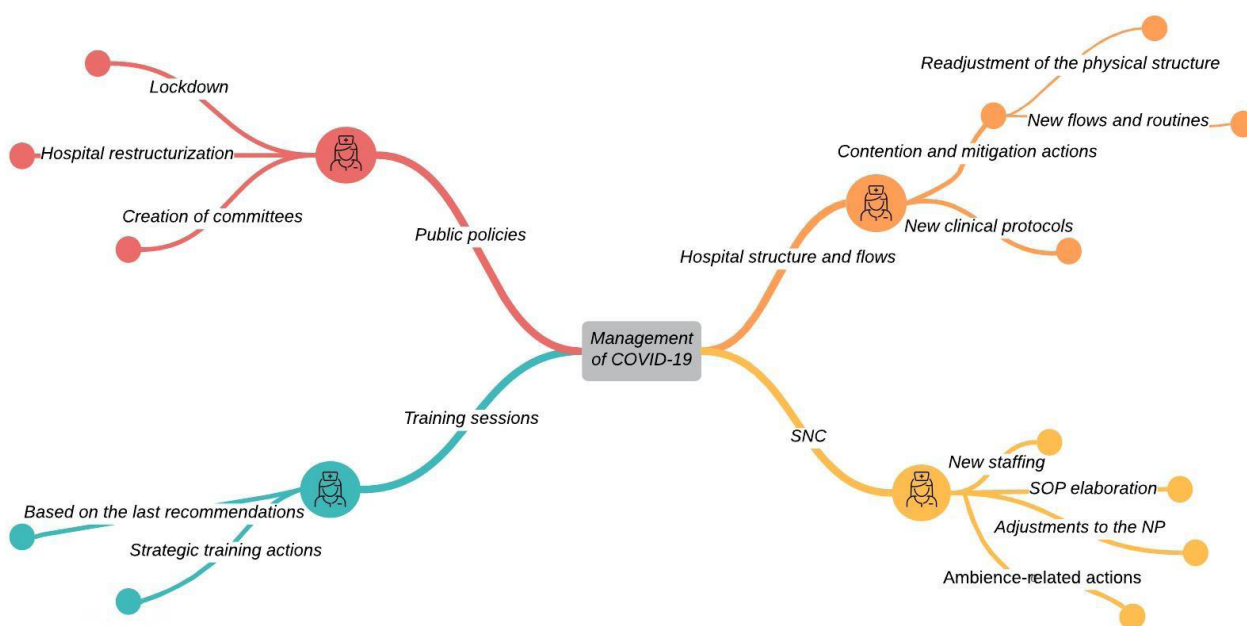 Lockdown
Hospital restructurization
Creation of committees
Public policies
Readjustment of the physical structure
New flows and routines
Contention and mitigation actions
New clinical protocols
Hospital structure and flows
Management
of COVID-19
Training sessions
Based on the last recommendations
Strategic training actions
SNC
New staffing
SOP elaboration
Adjustments to the NP
Ambience-related actions